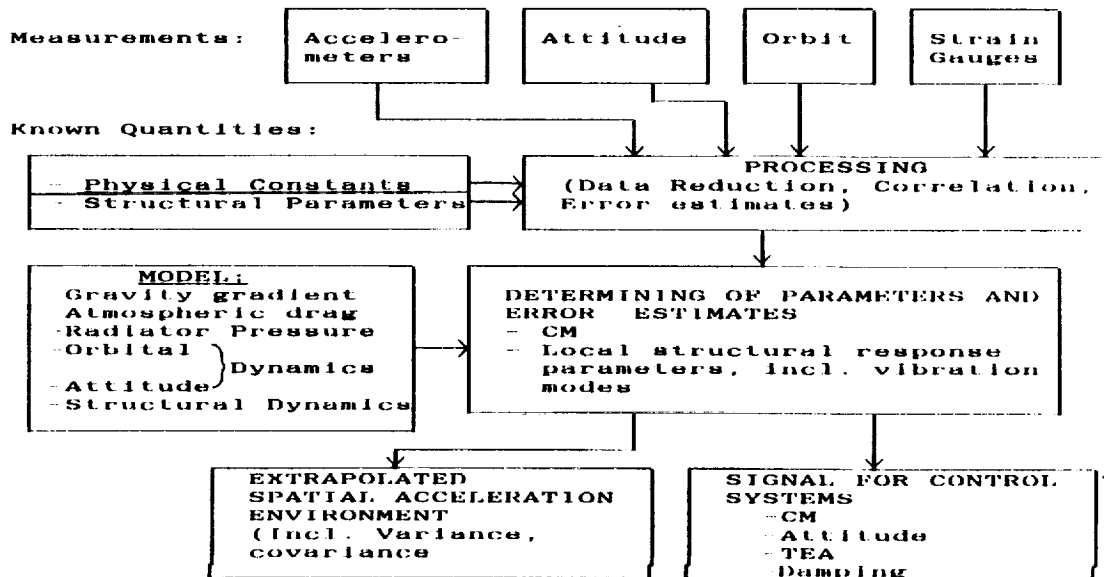 Measurements:
Accelero-
meters
Attitude
Orbit
Strain
Gauges
Known Quantities:
- Physical Constants
- Structural Parameters
PROCESSING
(Data Reduction, Correlation,
Error estimates)
MODEL:
Gravity gradient
Atmospheric drag
-Radiator Pressure
-Orbital
Dynamics
-Attitude
-Structural Dynamics
DETERMINING OF PARAMETERS AND
ERROR ESTIMATES
- CM
- Local structural response
parameters, incl. vibration
modes
EXTRAPOLATED
SPATIAL ACCELERATION
ENVIRONMENT
(Incl. Variance,
covariance
SIGNAL FOR CONTROL
SYSTEMS
-CM
-Attitude
-TEA
-Damping